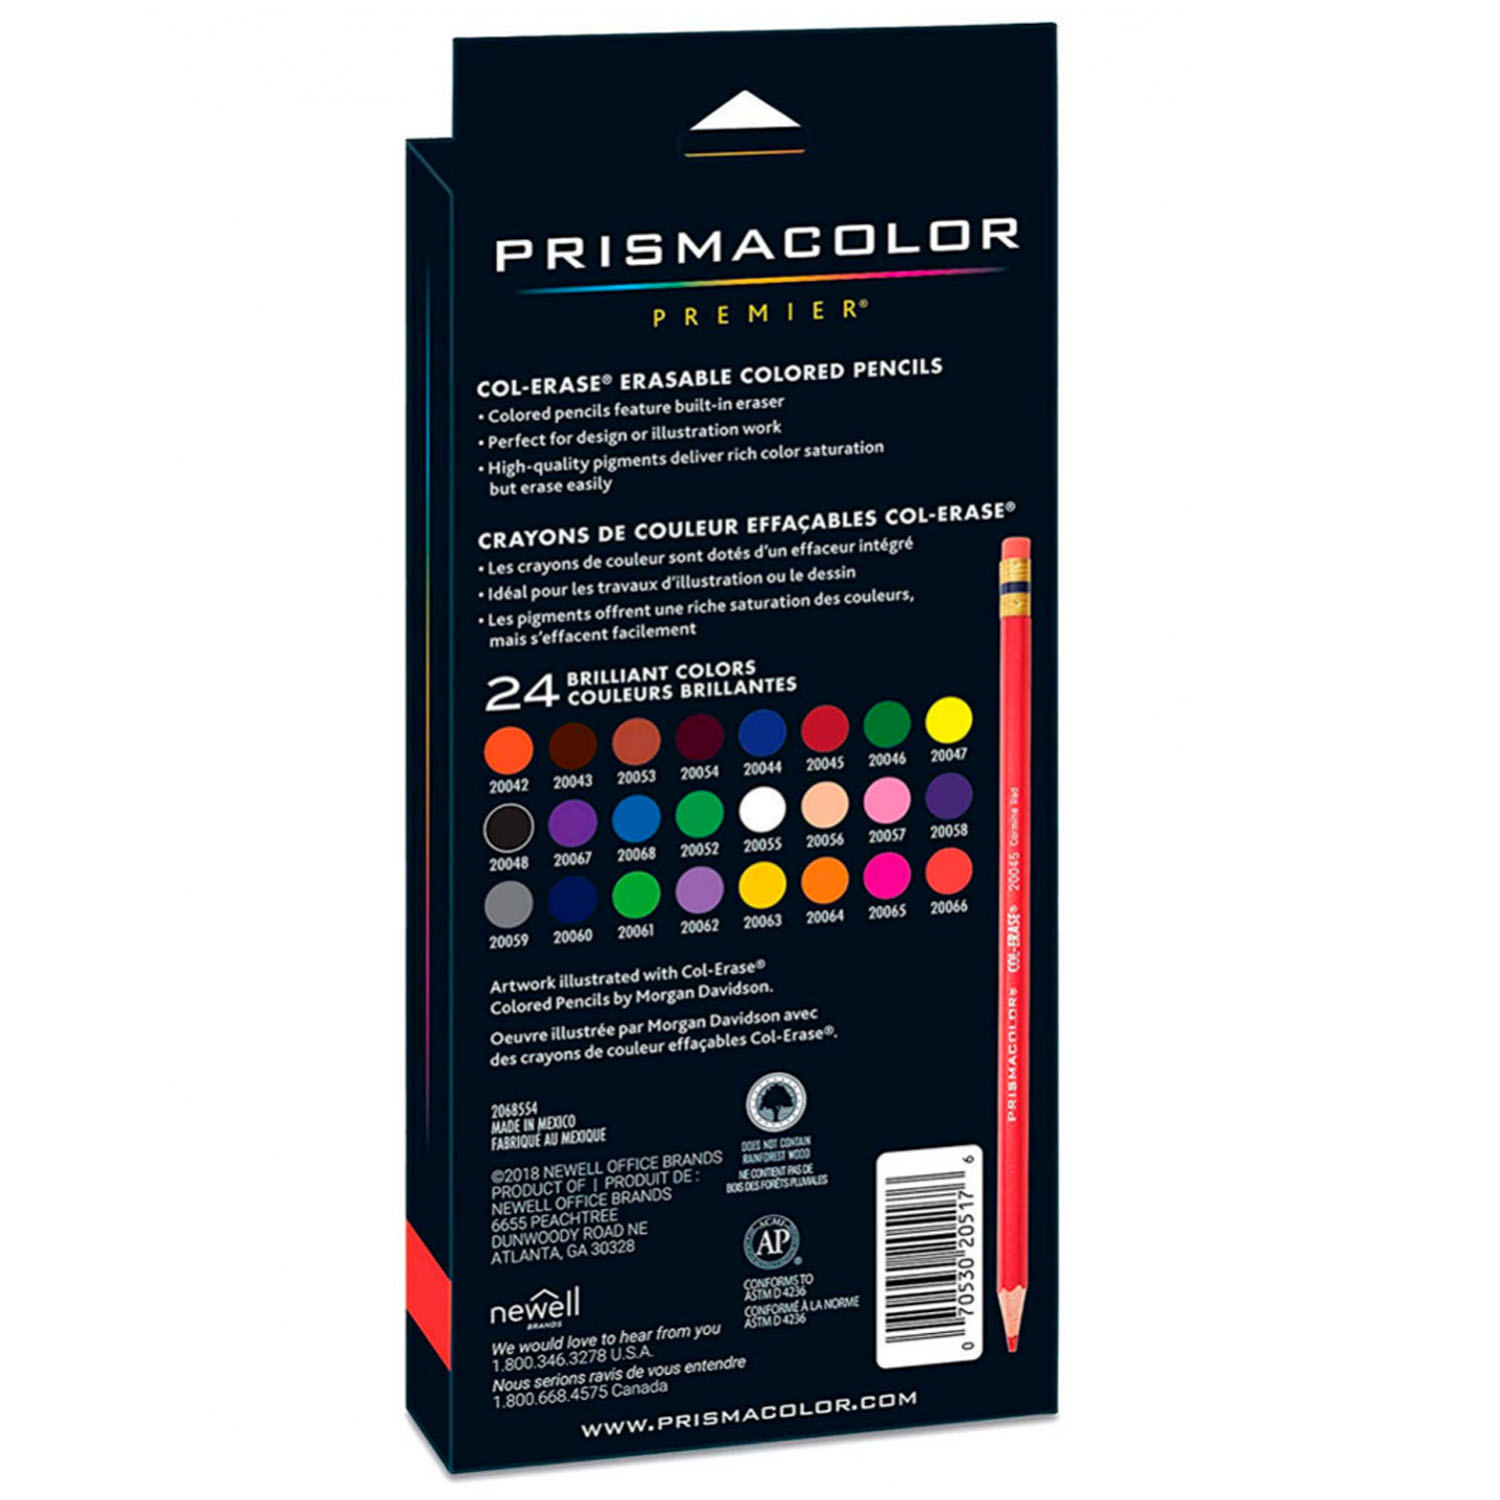 PRISMACOLOR
PREMIER®
COL-ERASE® ERASABLE COLORED PENCILS
• Colored pencils feature built-in eraser
• Perfect for design or illustration work
• High-quality pigments deliver rich color saturation
but erase easily
CRAYONS DE COULEUR EFFAÇABLES COL-ERASE®
• Les crayons de couleur sont dotés d'un effaceur intégré
• Idéal pour les travaux d'illustration ou le dessin
• Les pigments offrent une riche saturation des couleurs,
mais s'effacent facilement
24 BRILLIANT COLORS
COULEURS BRILLANTES
20042 20043 20053 20054 20044 20045 20046 20047
20048 20067 20068 20052 20055 20056 20057 20058
20059 20060 20061 20062 20063 20064 20065 20066
Artwork illustrated with Col-Erase®
Colored Pencils by Morgan Davidson.
Oeuvre illustrée par Morgan Davidson avec
des crayons de couleur effaçables Col-Erase®.
2068554
MADE IN MEXICO
FABRIQUÉ AU MEXIQUE
©2018 NEWELL OFFICE BRANDS
PRODUCT OF | PRODUIT DE :
NEWELL OFFICE BRANDS
6655 PEACHTREE
DUNWOODY ROAD NE
ATLANTA, GA 30328
newell
BRANDS
We would love to hear from you
1.800.346.3278 U.S.A.
Nous serions ravis de vous entendre
1.800.668.4575 Canada
DOES NOT CONTAIN
RAINFOREST WOOD
NE CONTIENT PAS DE
BOIS DES FORÊTS PLUVIALES
ACMI
AP®
CONFORMS TO
ASTM D 4236
CONFORME À LA NORME
ASTM D 4236
0 70530 20517 6
PRISMACOLOR® COL-ERASE® 20045 Carmine Red
WWW.PRISMACOLOR.COM